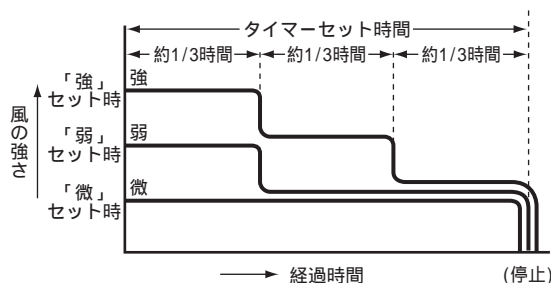 タイマーセット時間
約1/3時間
約1/3時間
約1/3時間
風の強さ
「強」
セット時
強
「弱」
セット時
弱
「微」
セット時
微
経過時間
(停止)